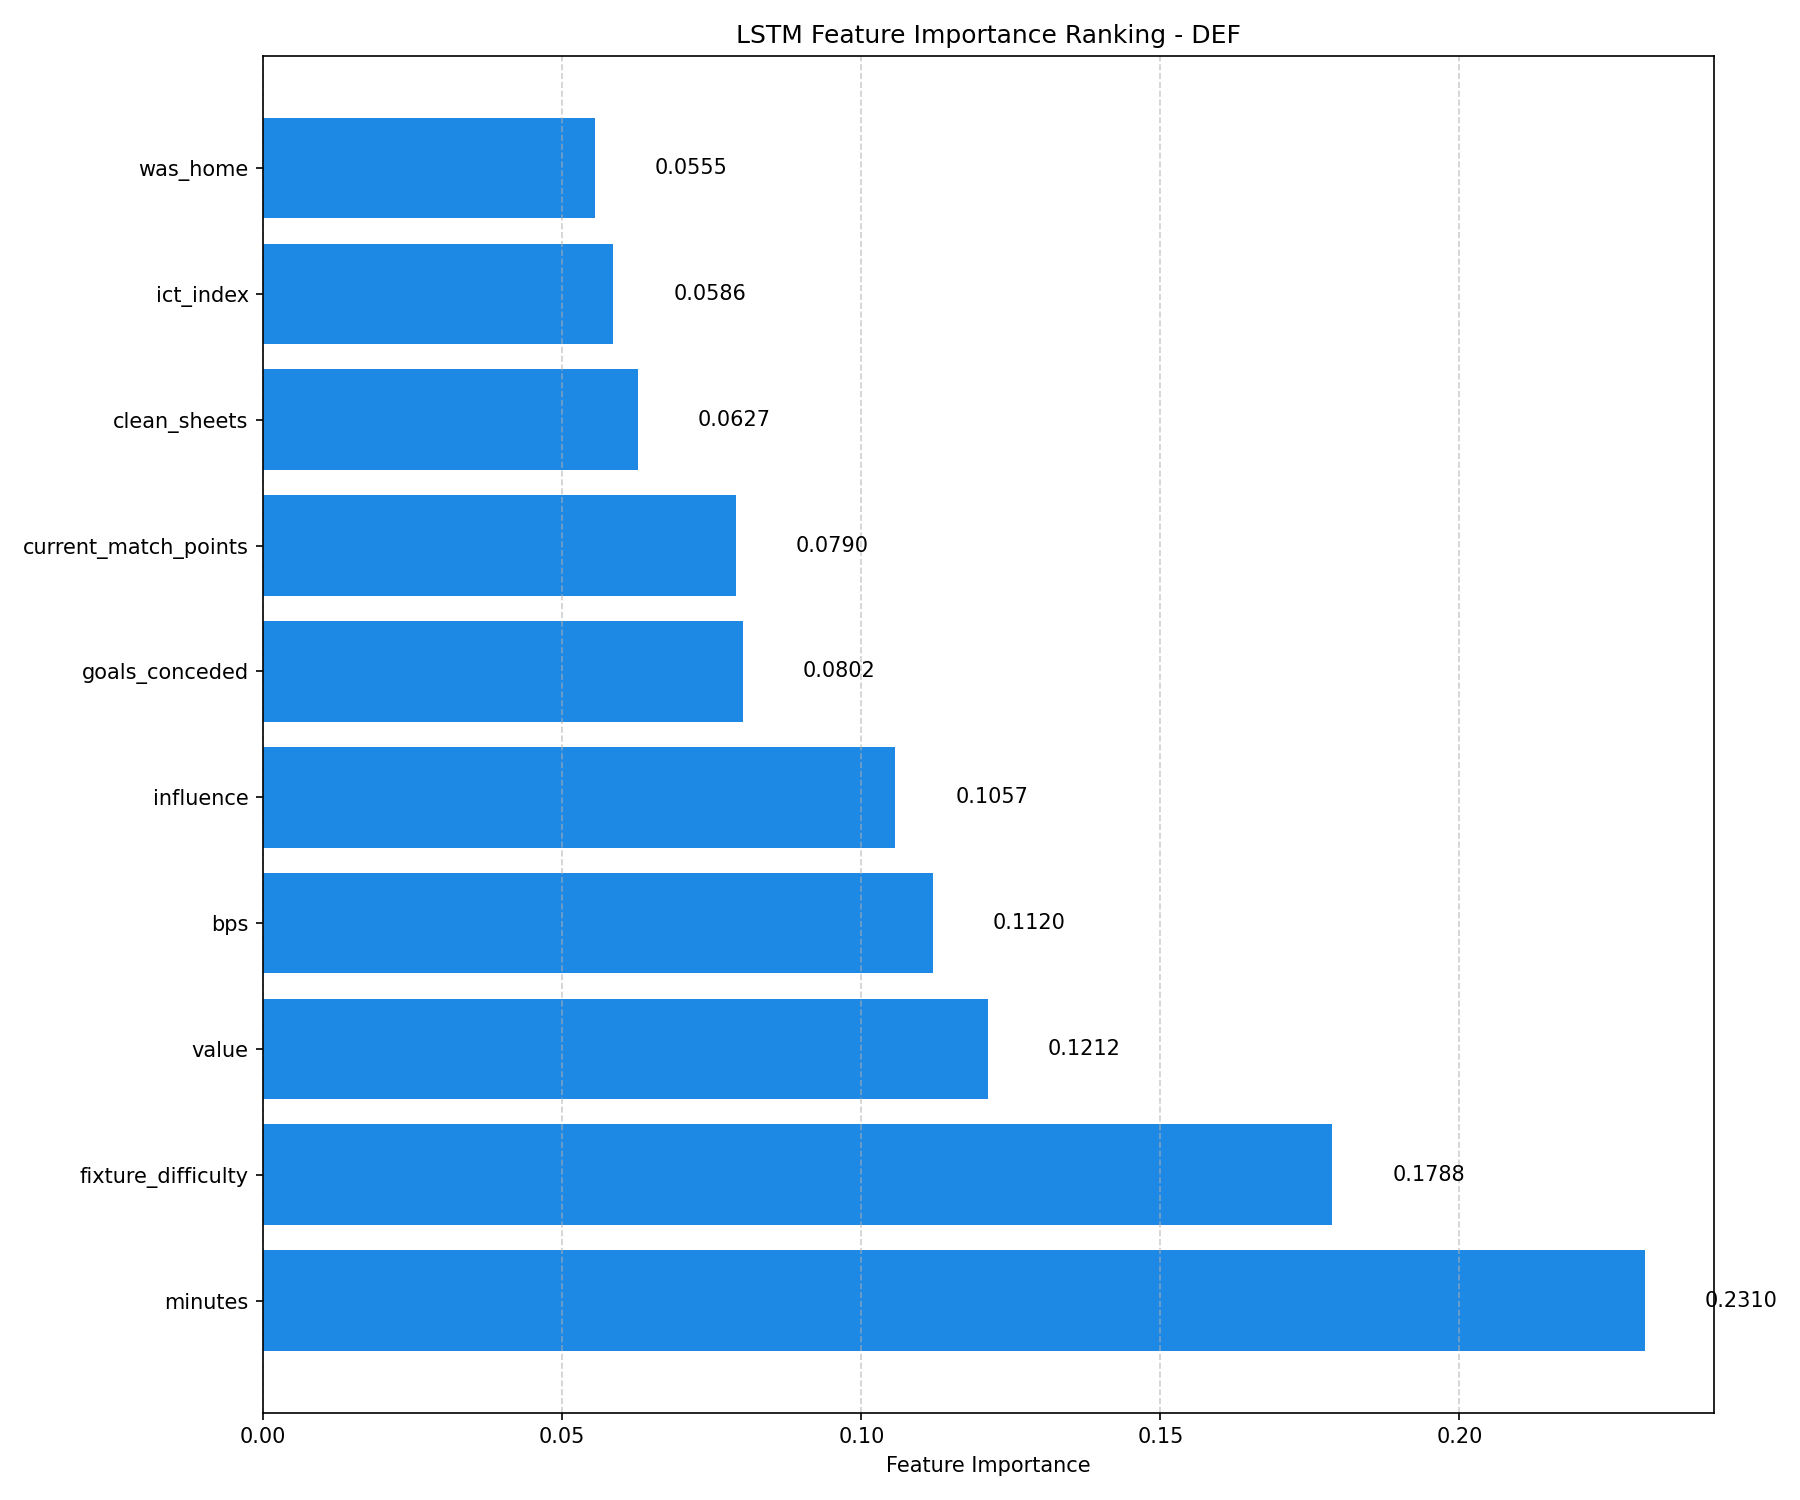 LSTM Feature Importance Ranking - DEF
was_home 0.0555
ict_index 0.0586
clean_sheets 0.0627
current_match_points 0.0790
goals_conceded 0.0802
influence 0.1057
bps 0.1120
value 0.1212
fixture_difficulty 0.1788
minutes 0.2310
0.00 0.05 0.10 0.15 0.20
Feature Importance